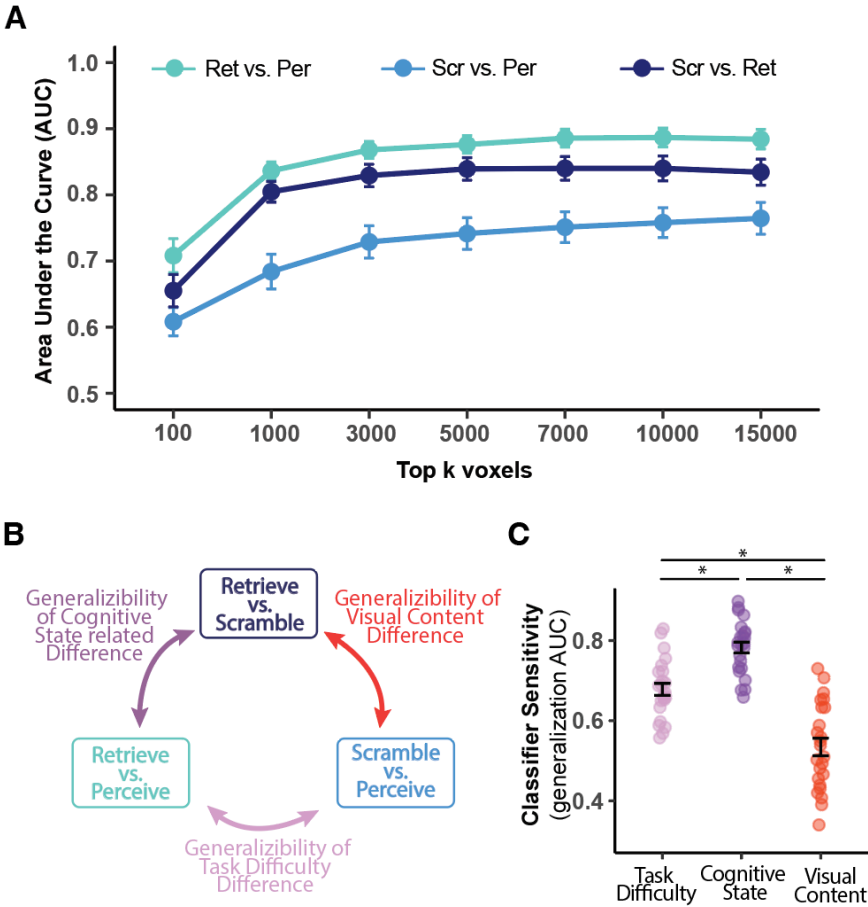 A
Ret vs. Per
Scr vs. Per
Scr vs. Ret
Area Under the Curve (AUC)
1.0
0.9
0.8
0.7
0.6
0.5
100
1000
3000
5000
7000
10000
15000
Top k voxels
B
Generalizibility
of Cognitive
State related
Difference
Retrieve
vs.
Scramble
Generalizibility of
Visual Content
Difference
Retrieve
vs.
Perceive
Scramble
vs.
Perceive
Generalizibility of
Task Difficulty
Difference
C
*
*
*
Classifier Sensitivity
(generalization AUC)
0.8
0.6
0.4
Task
Difficulty
Cognitive
State
Visual
Content